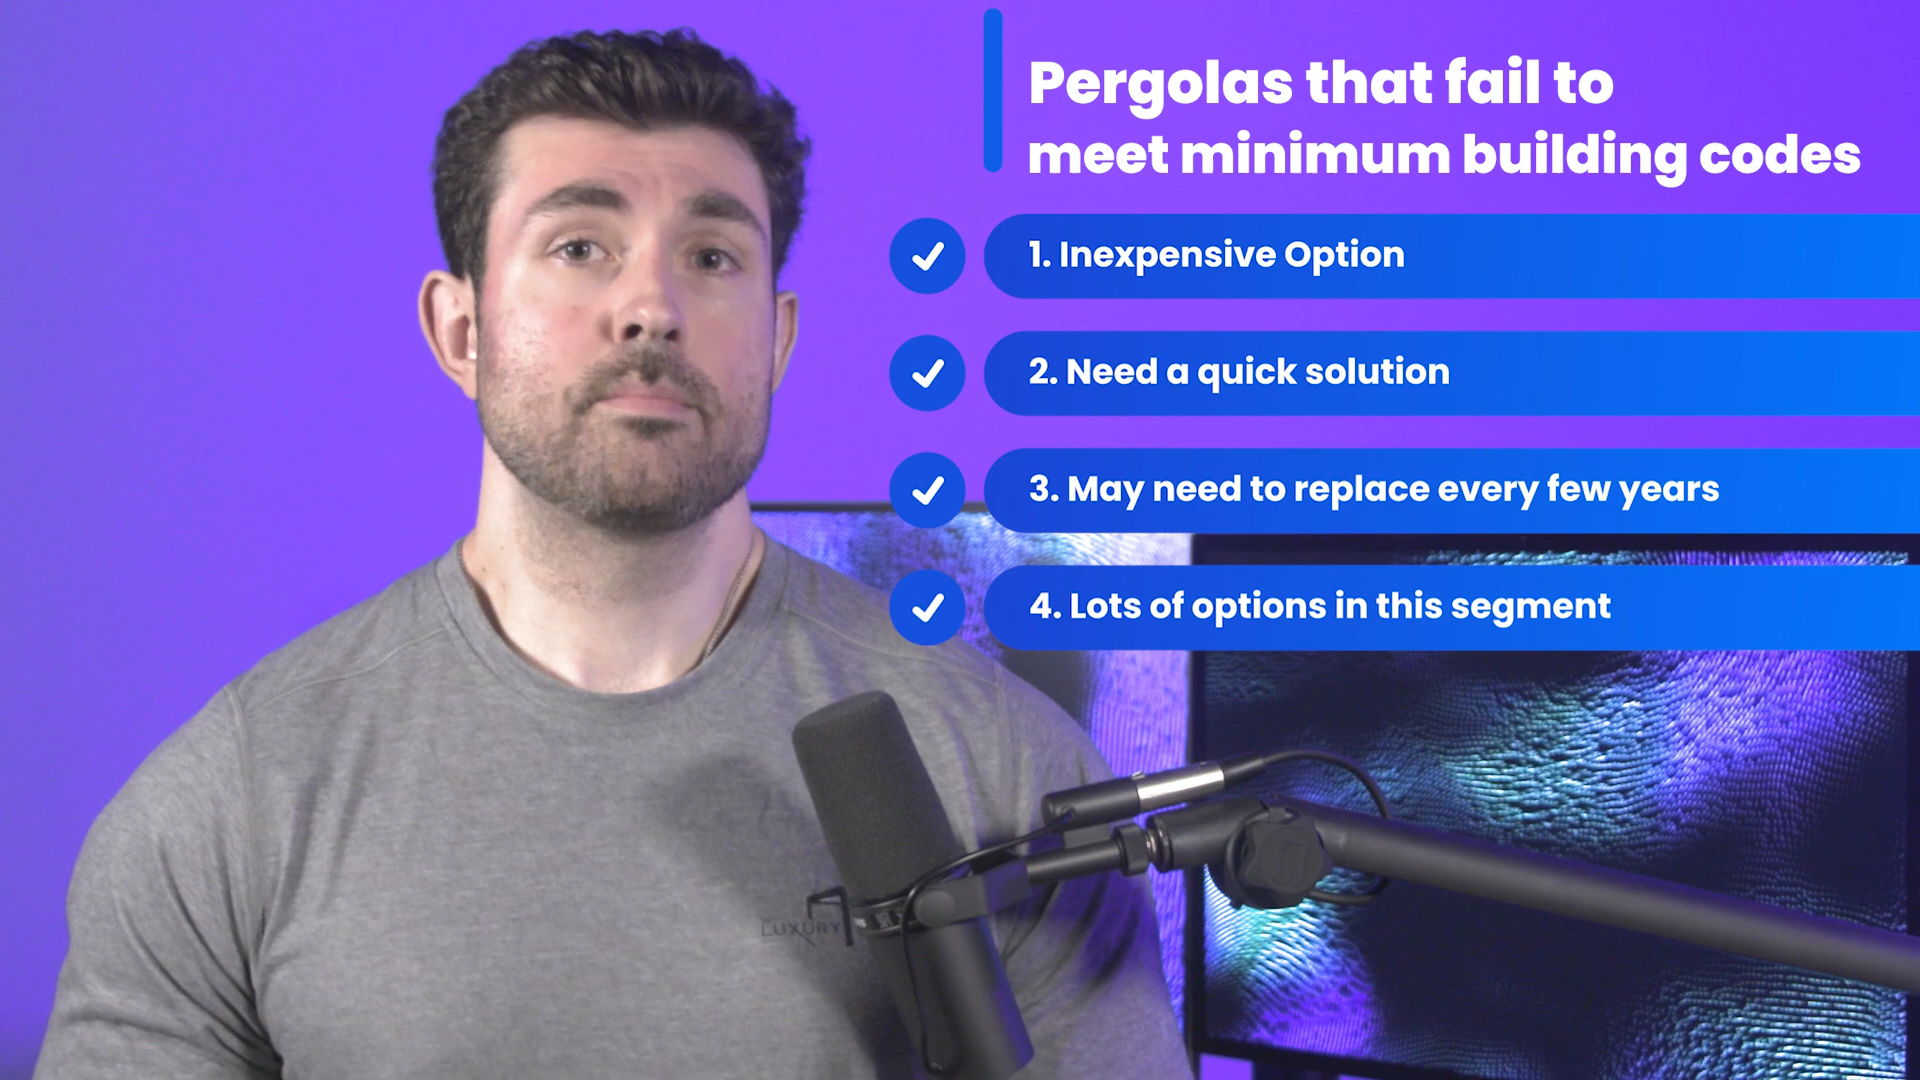 Pergolas that fail to
meet minimum building codes
1. Inexpensive Option
2. Need a quick solution
3. May need to replace every few years
4. Lots of options in this segment
LUXURY